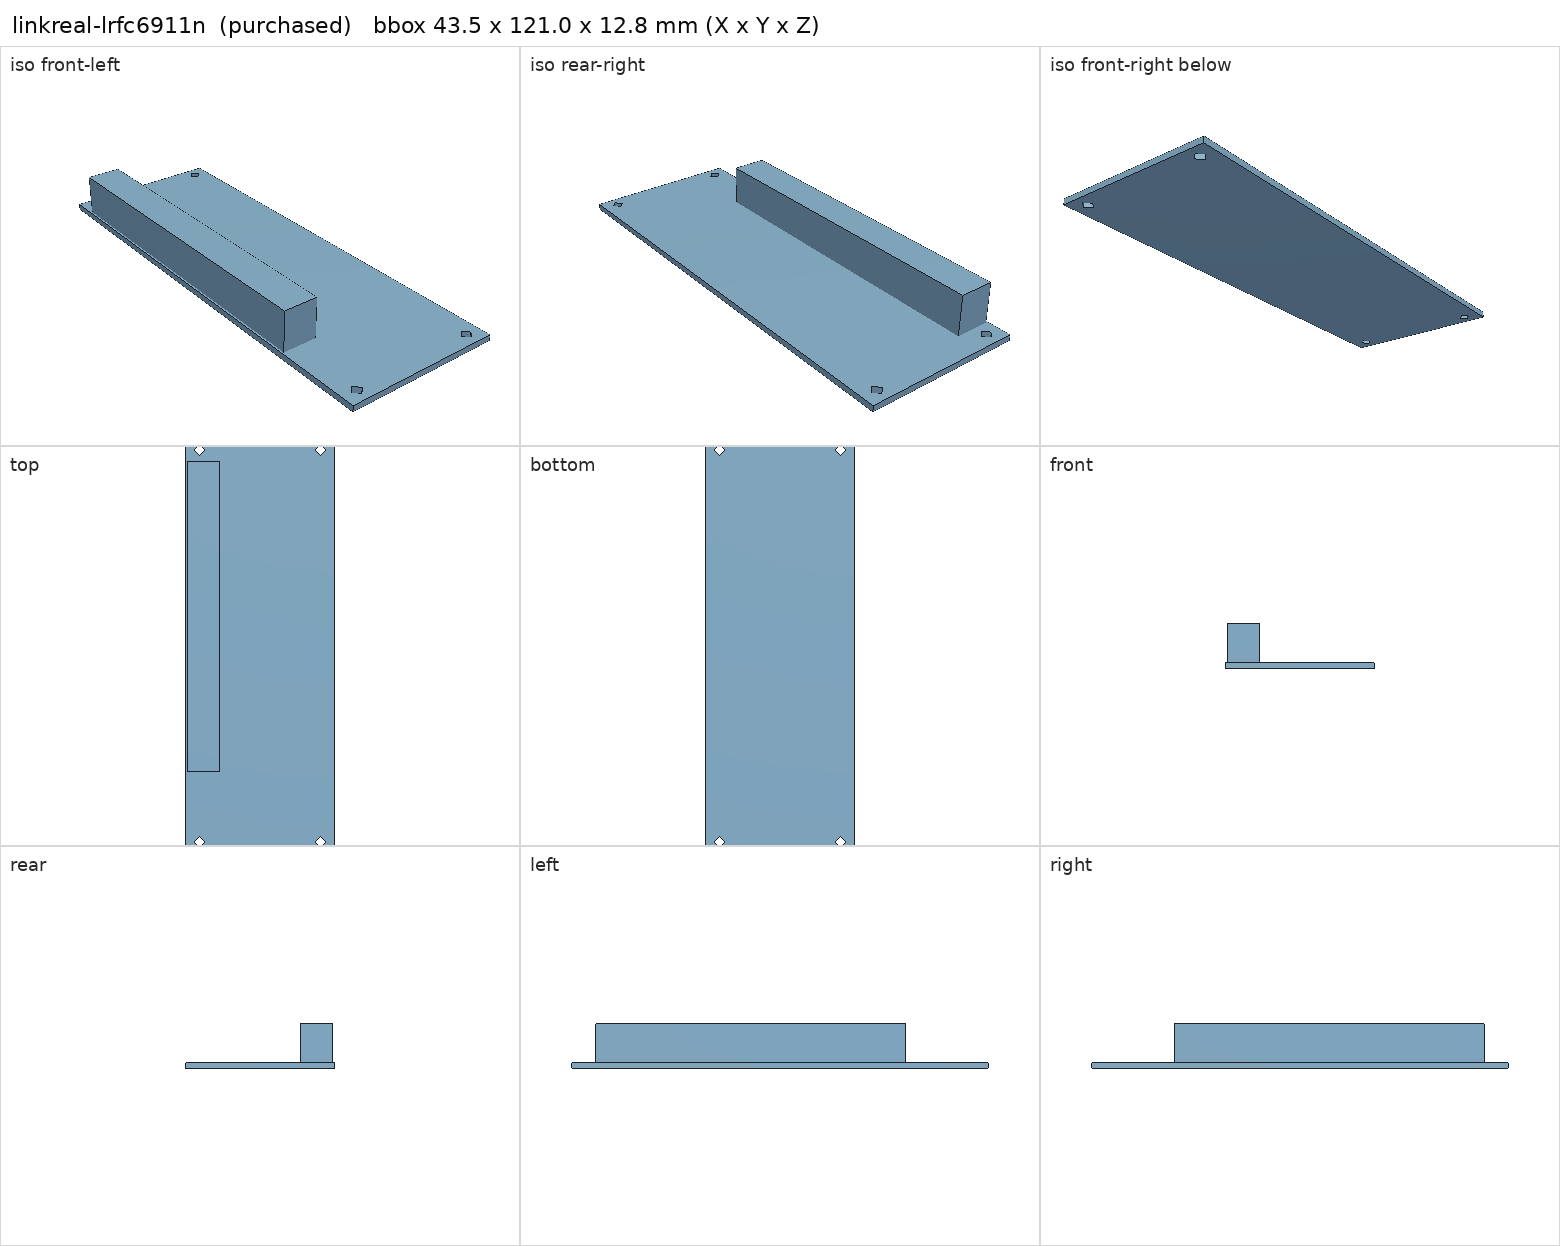 linkreal-lrfc6911n  (purchased)   bbox 43.5 x 121.0 x 12.8 mm (X x Y x Z)
iso front-left
iso rear-right
iso front-right below
top
bottom
front
rear
left
right